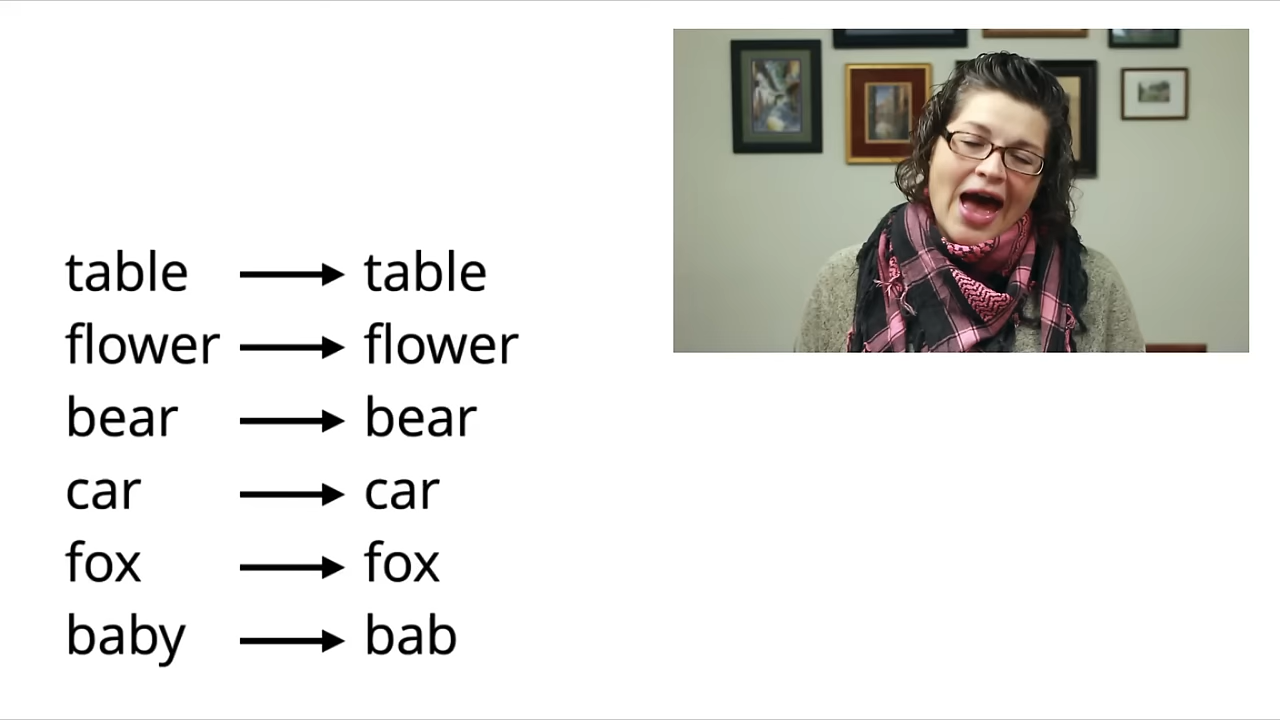 table → table
flower → flower
bear → bear
car → car
fox → fox
baby → bab